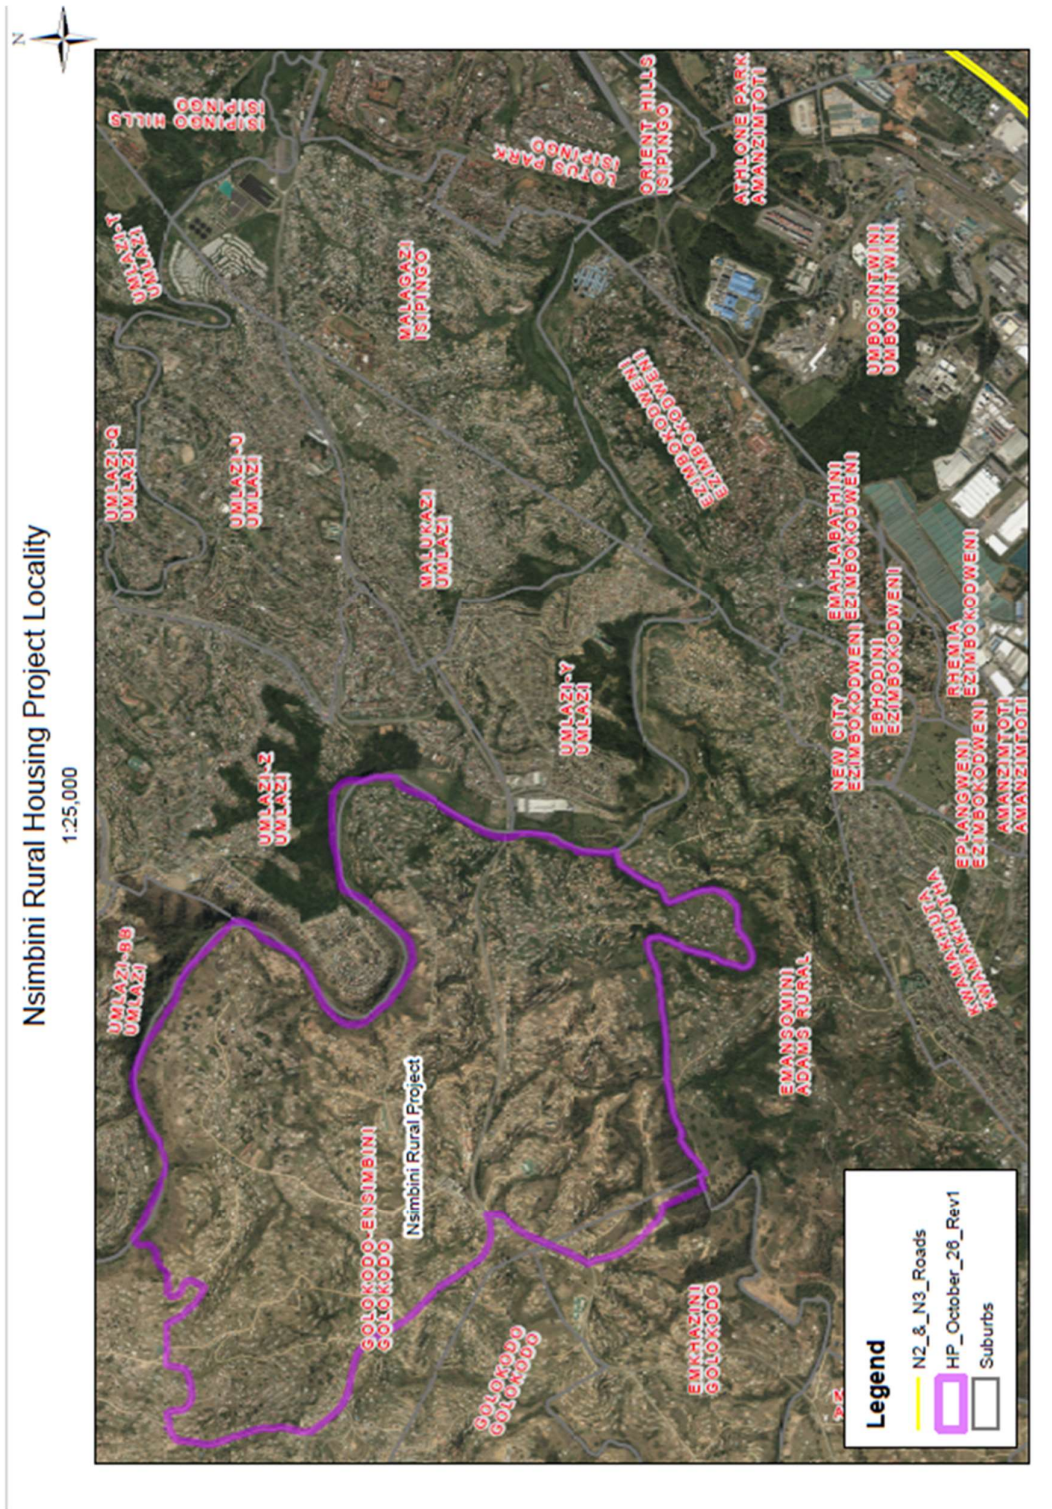 Nsimbini Rural Housing Project Locality
1:25,000
N
UMLAZI-BB
UMLAZI
UMLAZI-Z
UMLAZI
UMLAZI-Q
UMLAZI
UMLAZI-U
UMLAZI
UMLAZI-T
UMLAZI
ISIPINGO HILLS
ISIPINGO
GOLOKODO-ENSIMBINI
GOLOKODO
Nsimbini Rural Project
MALUKAZI
UMLAZI
MALAGAZI
ISIPINGO
LOTUS PARK
ISIPINGO
ORIENT HILLS
ISIPINGO
GOLOKODO
GOLOKODO
UMLAZI-Y
UMLAZI
EZIMBOKODWENI
EZIMBOKODWENI
ATHLONE PARK
AMANZIMTOTI
EMKHAZINI
GOLOKODO
EMANSOMINI
ADAMS RURAL
NEW CITY
EZIMBOKODWENI
EMAHLABATHINI
EZIMBOKODWENI
EBHODINI
EZIMBOKODWENI
UMBOGINTWINI
UMBOGINTWINI
KWAMAKHUTHA
KWAMAKHUTHA
EPLANGWENI
EZIMBOKODWENI
RHEMIA
EZIMBOKODWENI
AMANZIMTOTI
AMANZIMTOTI
Legend
N2_&_N3_Roads
HP_October_26_Rev1
Suburbs